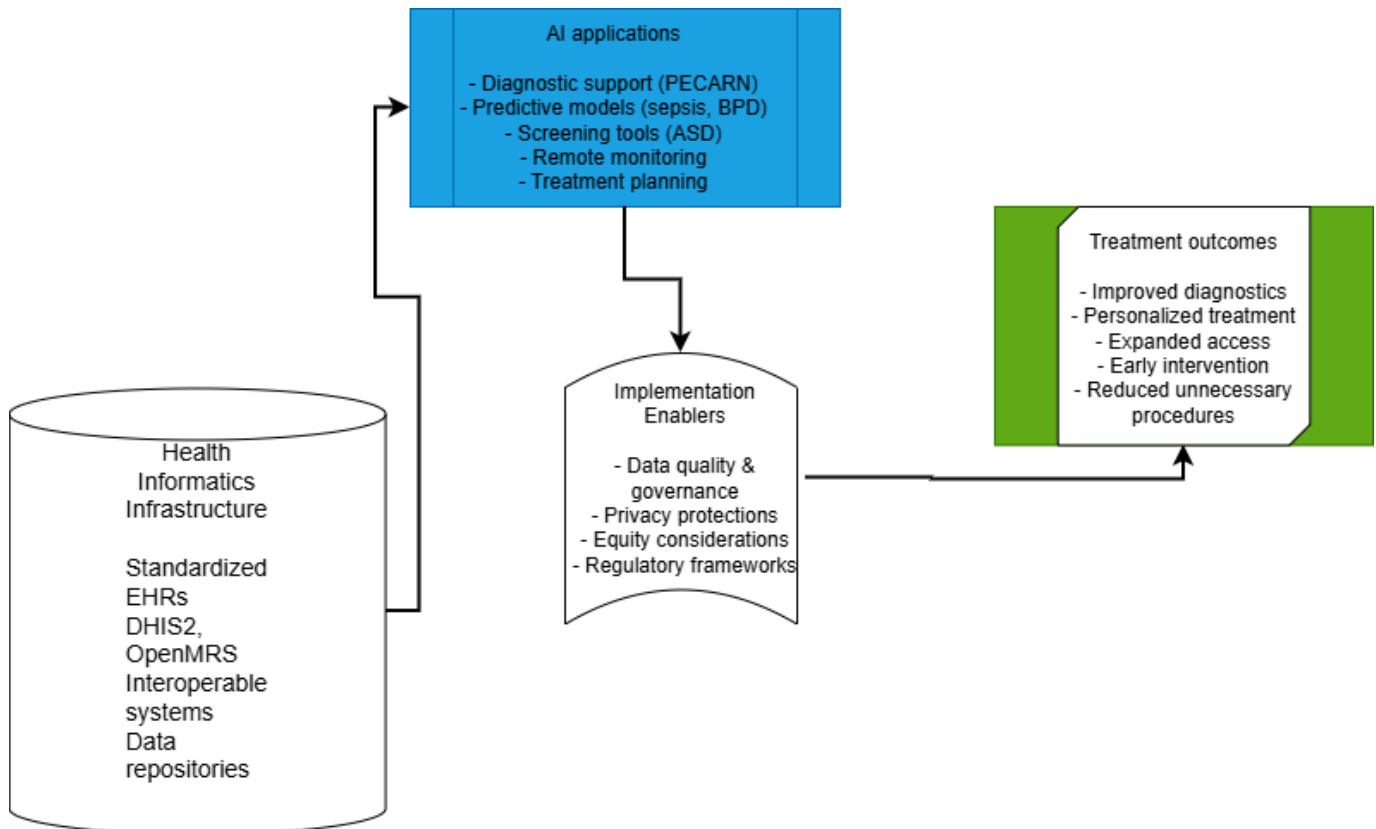 AI applications
- Diagnostic support (PECARN)
- Predictive models (sepsis, BPD)
- Screening tools (ASD)
- Remote monitoring
- Treatment planning
Treatment outcomes
- Improved diagnostics
- Personalized treatment
- Expanded access
- Early intervention
- Reduced unnecessary
procedures
Implementation
Enablers
- Data quality &
governance
- Privacy protections
- Equity considerations
- Regulatory frameworks
Health
Informatics
Infrastructure
Standardized
EHRs
DHIS2,
OpenMRS
Interoperable
systems
Data
repositories